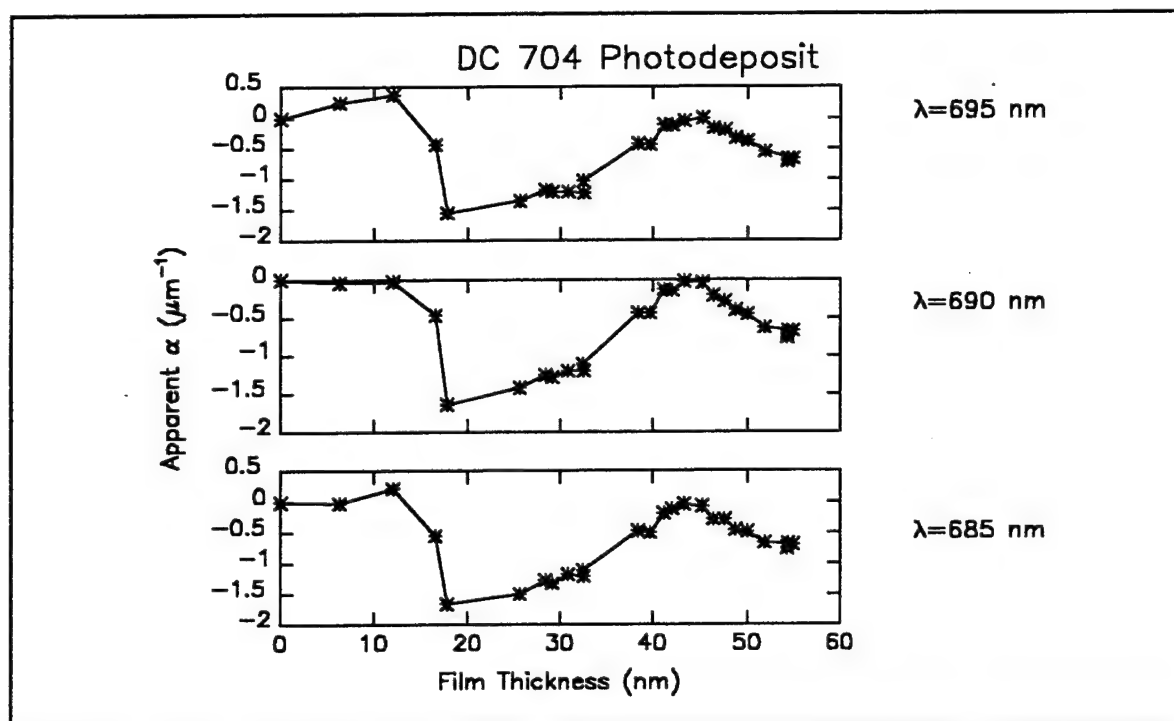 DC 704 Photodeposit
0.5
0
−0.5
−1
−1.5
−2
λ=695 nm
0
−0.5
−1
−1.5
−2
λ=690 nm
Apparent α (μm⁻¹)
0.5
0
−0.5
−1
−1.5
−2
λ=685 nm
0 10 20 30 40 50 60
Film Thickness (nm)